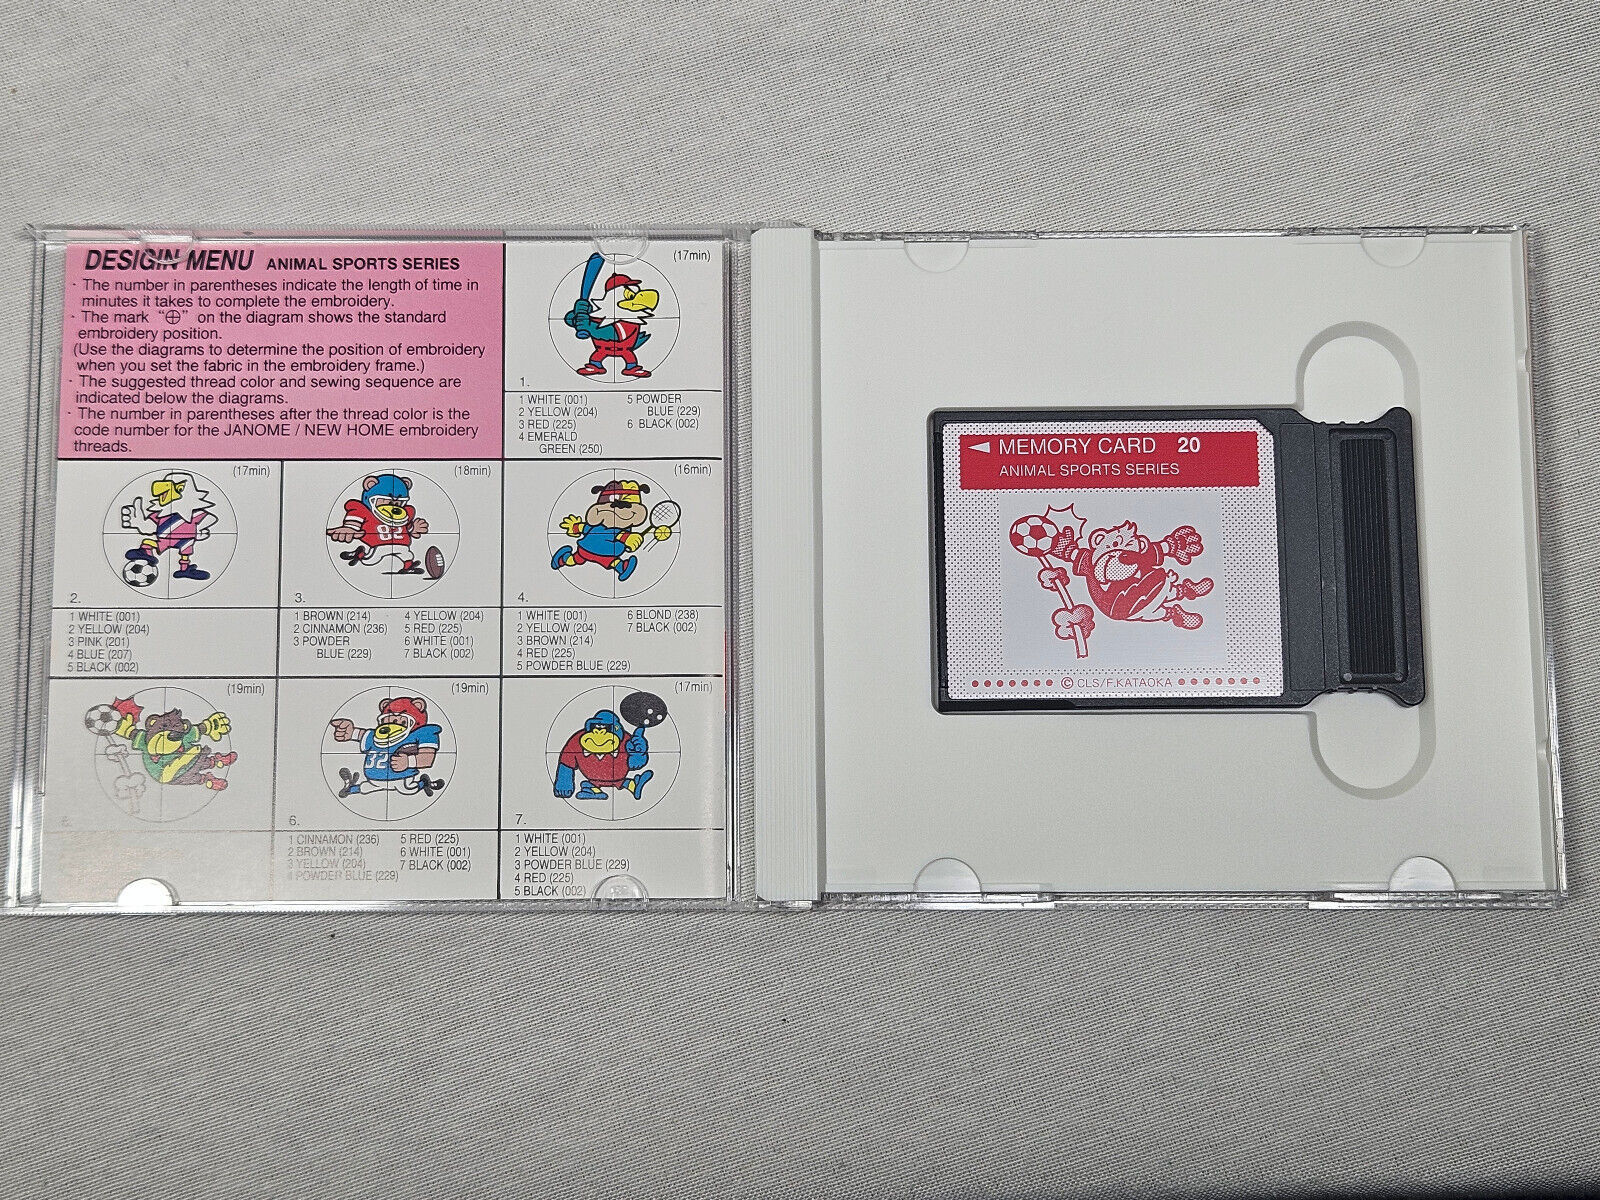 DESIGIN MENU ANIMAL SPORTS SERIES
· The number in parentheses indicate the length of time in
minutes it takes to complete the embroidery.
· The mark "⊕" on the diagram shows the standard
embroidery position.
(Use the diagrams to determine the position of embroidery
when you set the fabric in the embroidery frame.)
· The suggested thread color and sewing sequence are
indicated below the diagrams.
· The number in parentheses after the thread color is the
code number for the JANOME / NEW HOME embroidery
threads.
(17min)
1.
1 WHITE (001)
2 YELLOW (204)
3 RED (225)
4 EMERALD
GREEN (250)
5 POWDER
BLUE (229)
6 BLACK (002)
(17min)
2.
1 WHITE (001)
2 YELLOW (204)
3 PINK (201)
4 BLUE (207)
5 BLACK (002)
(18min)
82
3.
1 BROWN (214)
2 CINNAMON (236)
3 POWDER
BLUE (229)
4 YELLOW (204)
5 RED (225)
6 WHITE (001)
7 BLACK (002)
(16min)
4.
1 WHITE (001)
2 YELLOW (204)
3 BROWN (214)
4 RED (225)
5 POWDER BLUE (229)
6 BLOND (238)
7 BLACK (002)
(19min)
(19min)
32
6.
1 CINNAMON (236)
2 BROWN (214)
3 YELLOW (204)
4 POWDER BLUE (229)
5 RED (225)
6 WHITE (001)
7 BLACK (002)
(17min)
7.
1 WHITE (001)
2 YELLOW (204)
3 POWDER BLUE (229)
4 RED (225)
5 BLACK (002)
MEMORY CARD 20
ANIMAL SPORTS SERIES
© CLS/F.KATAOKA